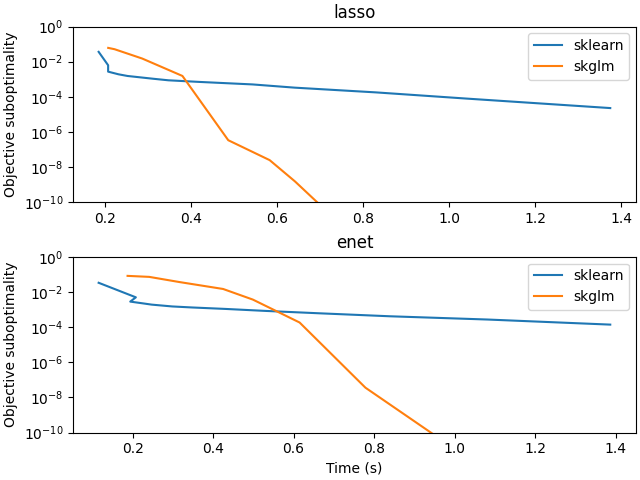 lasso
Objective suboptimality
10^0
10^-2
10^-4
10^-6
10^-8
10^-10
sklearn
skglm
0.2 0.4 0.6 0.8 1.0 1.2 1.4
enet
Objective suboptimality
10^0
10^-2
10^-4
10^-6
10^-8
10^-10
sklearn
skglm
0.2 0.4 0.6 0.8 1.0 1.2 1.4
Time (s)